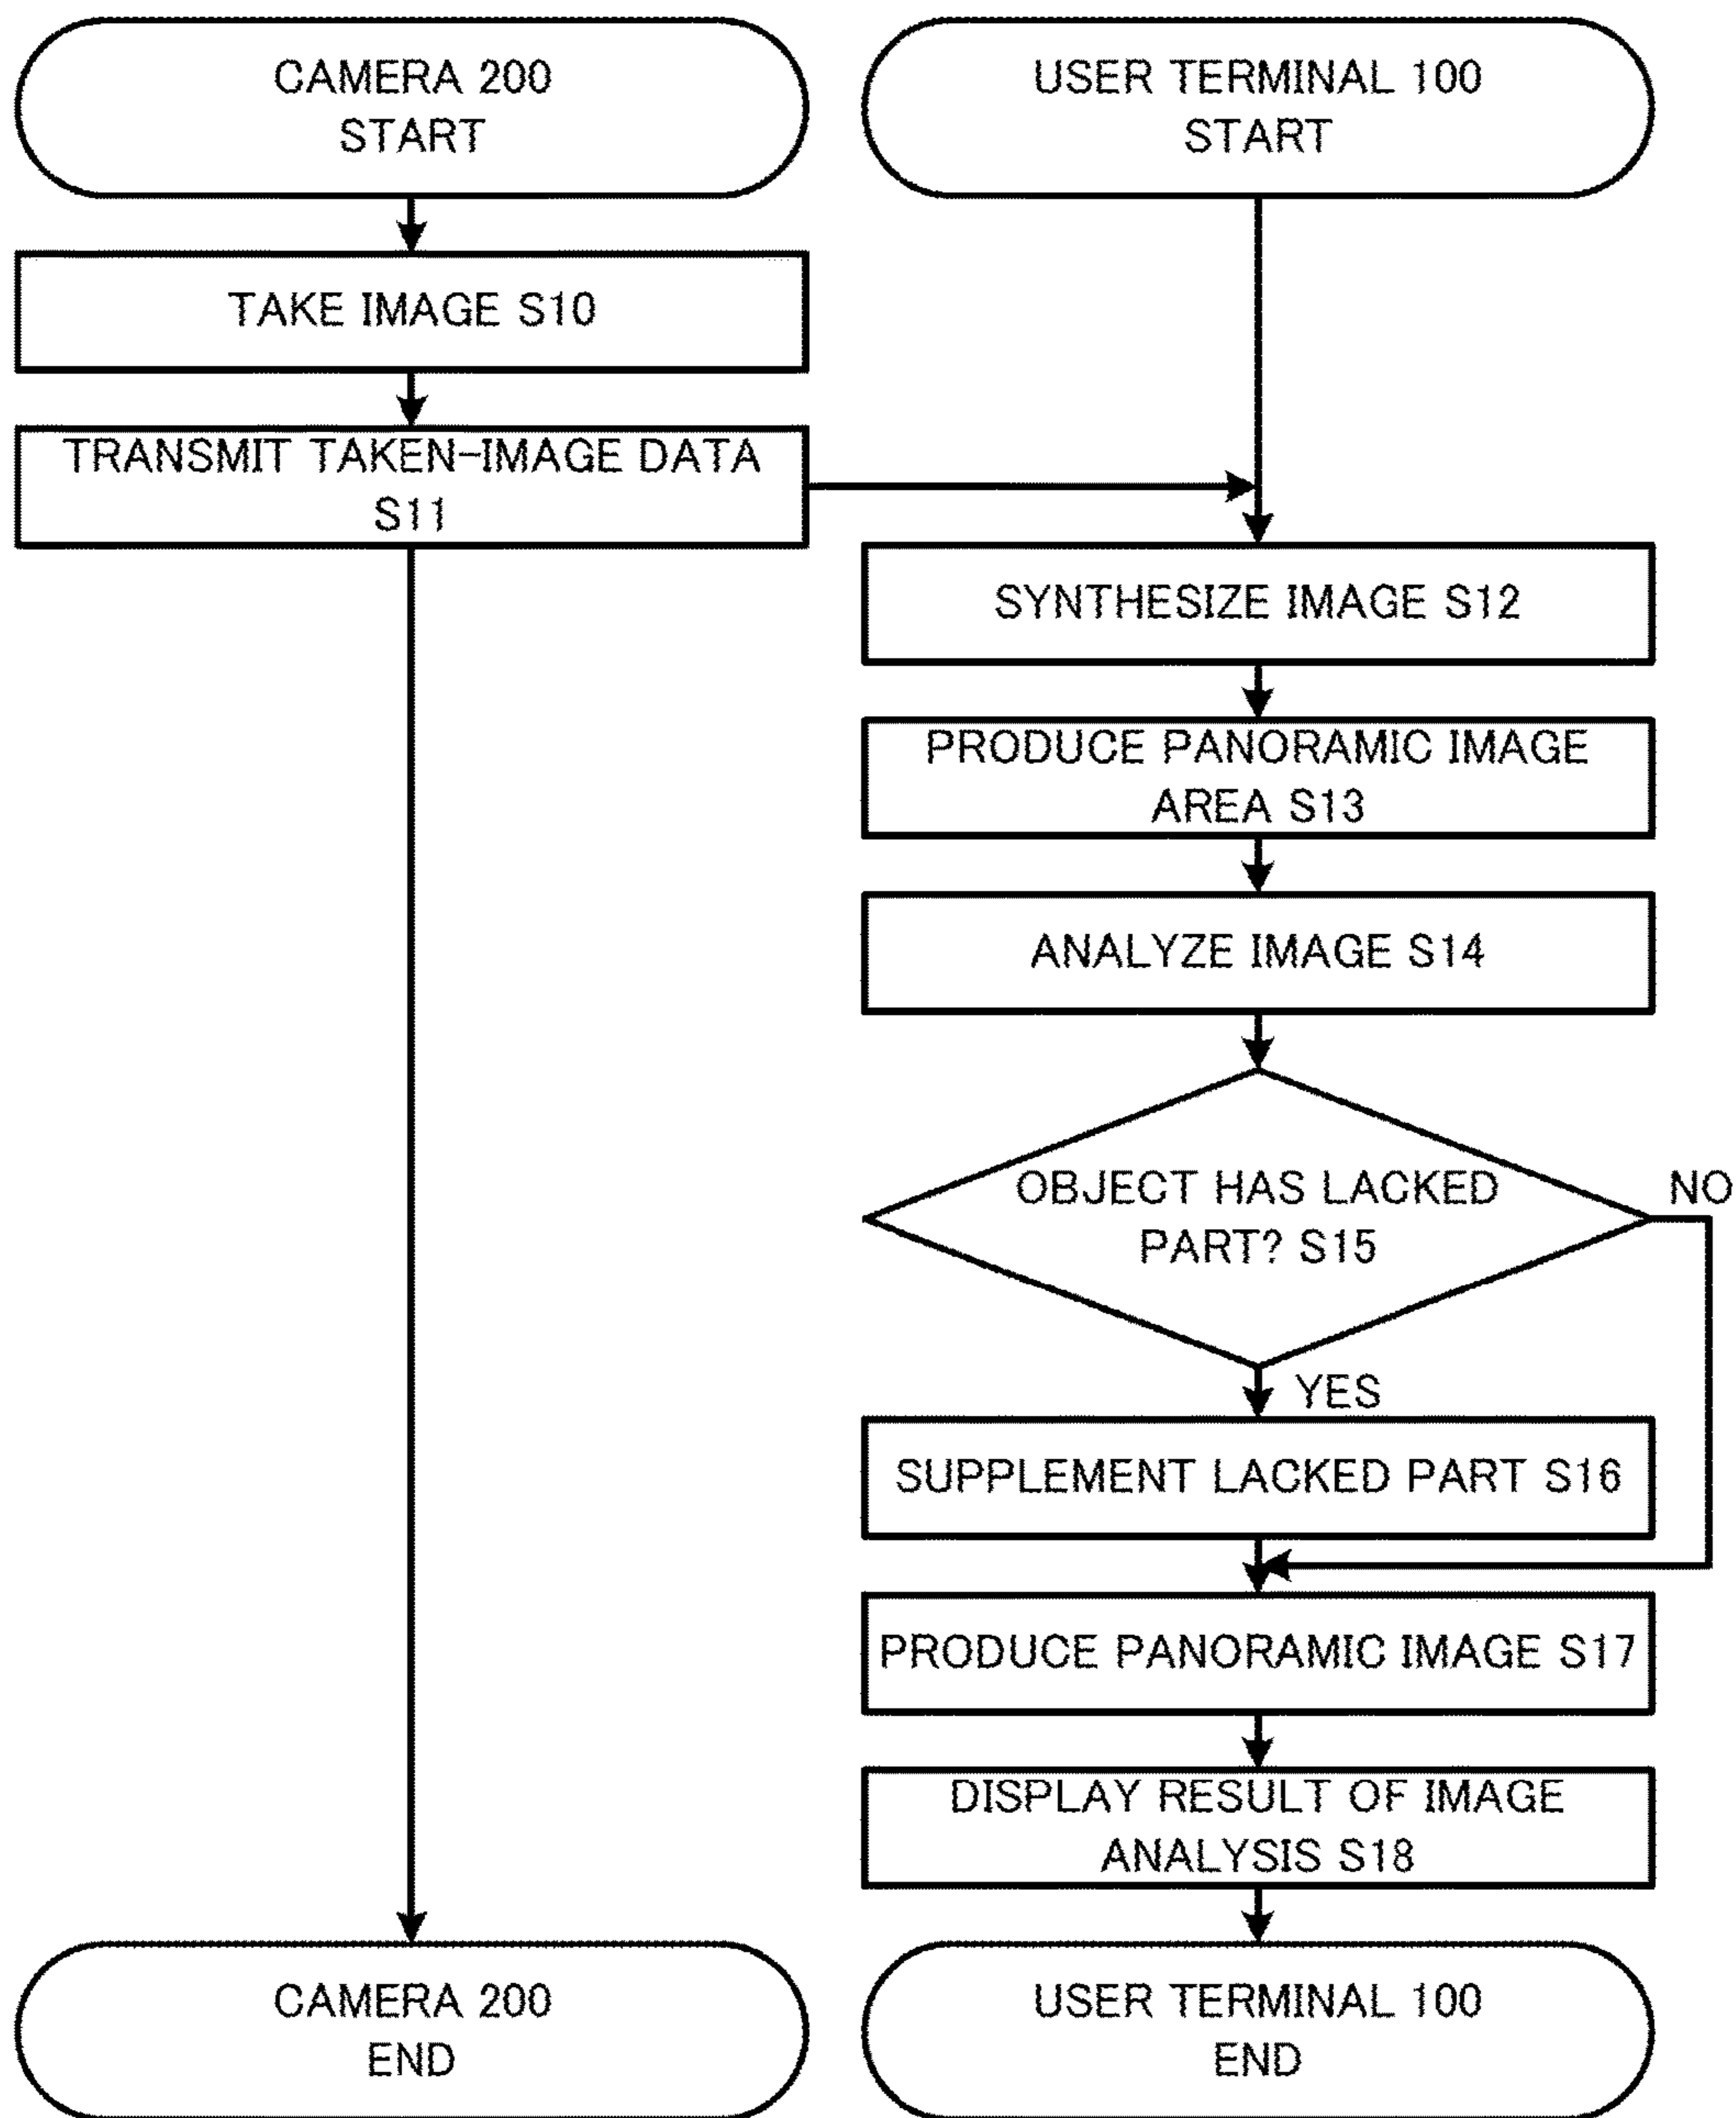 CAMERA 200
START
USER TERMINAL 100
START
TAKE IMAGE S10
TRANSMIT TAKEN-IMAGE DATA
S11
SYNTHESIZE IMAGE S12
PRODUCE PANORAMIC IMAGE
AREA S13
ANALYZE IMAGE S14
OBJECT HAS LACKED
PART? S15
NO
YES
SUPPLEMENT LACKED PART S16
PRODUCE PANORAMIC IMAGE S17
DISPLAY RESULT OF IMAGE
ANALYSIS S18
CAMERA 200
END
USER TERMINAL 100
END